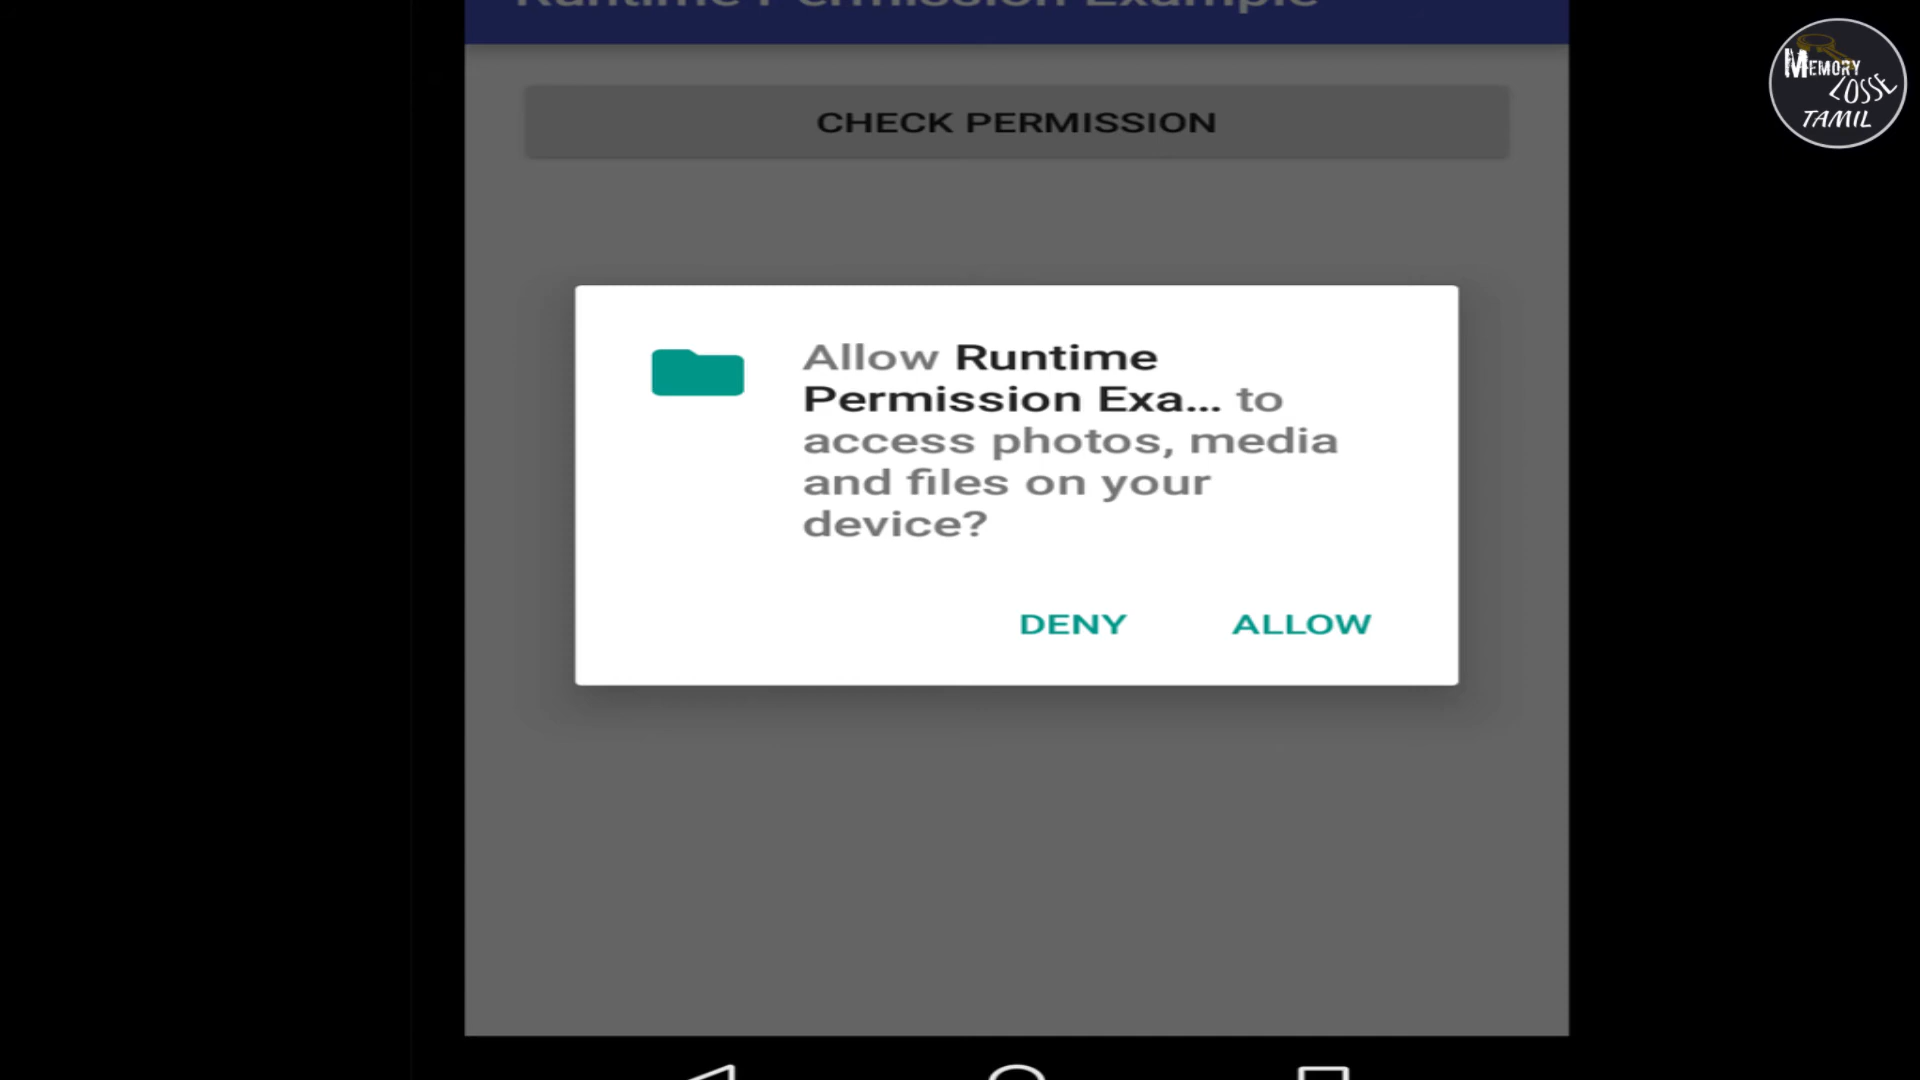 Runtime Permission Example
CHECK PERMISSION
Allow Runtime
Permission Exa... to
access photos, media
and files on your
device?
DENY ALLOW
MEMORY
LOSSE
TAMIL